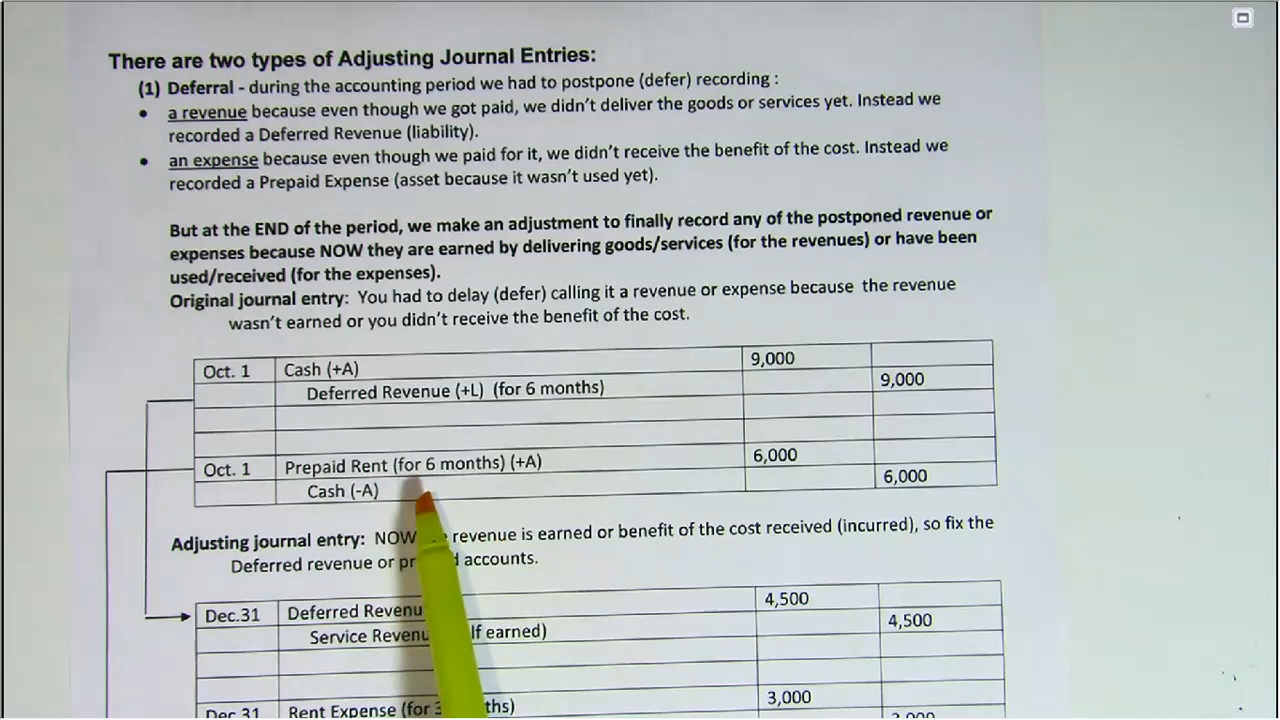 There are two types of Adjusting Journal Entries:
(1) Deferral - during the accounting period we had to postpone (defer) recording :
• a revenue because even though we got paid, we didn't deliver the goods or services yet. Instead we
recorded a Deferred Revenue (liability).
• an expense because even though we paid for it, we didn't receive the benefit of the cost. Instead we
recorded a Prepaid Expense (asset because it wasn't used yet).
But at the END of the period, we make an adjustment to finally record any of the postponed revenue or
expenses because NOW they are earned by delivering goods/services (for the revenues) or have been
used/received (for the expenses).
Original journal entry: You had to delay (defer) calling it a revenue or expense because the revenue
wasn't earned or you didn't receive the benefit of the cost.
Oct. 1 Cash (+A) 9,000
Deferred Revenue (+L) (for 6 months) 9,000
Oct. 1 Prepaid Rent (for 6 months) (+A) 6,000
Cash (-A) 6,000
Adjusting journal entry: NOW revenue is earned or benefit of the cost received (incurred), so fix the
Deferred revenue or accounts.
Dec.31 Deferred 4,500
Service earned) 4,500
Dec 31 Rent Expense (for 3,000